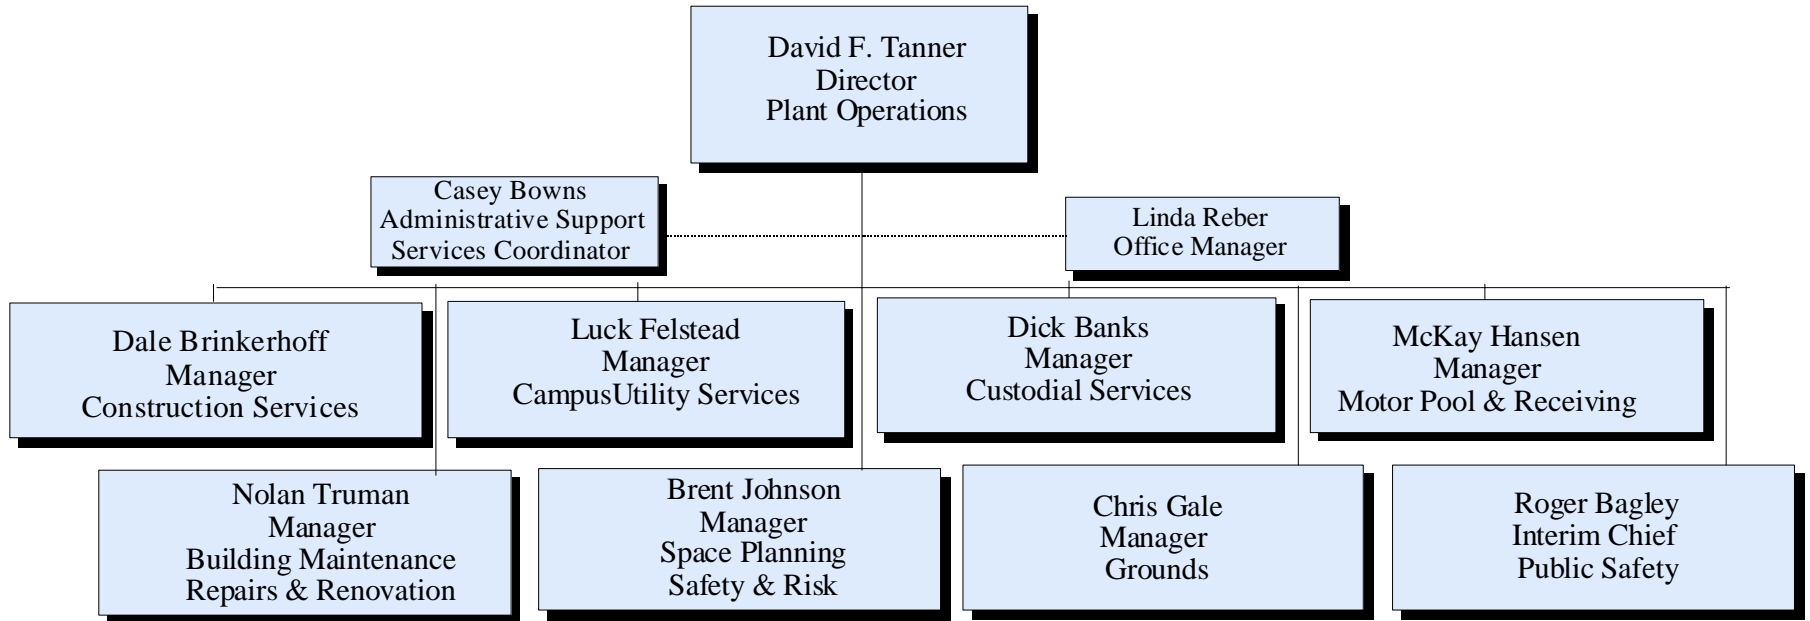 David F. Tanner
Director
Plant Operations
Casey Bowns
Administrative Support
Services Coordinator
Linda Reber
Office Manager
Dale Brinkerhoff
Manager
Construction Services
Luck Felstead
Manager
CampusUtility Services
Dick Banks
Manager
Custodial Services
McKay Hansen
Manager
Motor Pool & Receiving
Nolan Truman
Manager
Building Maintenance
Repairs & Renovation
Brent Johnson
Manager
Space Planning
Safety & Risk
Chris Gale
Manager
Grounds
Roger Bagley
Interim Chief
Public Safety